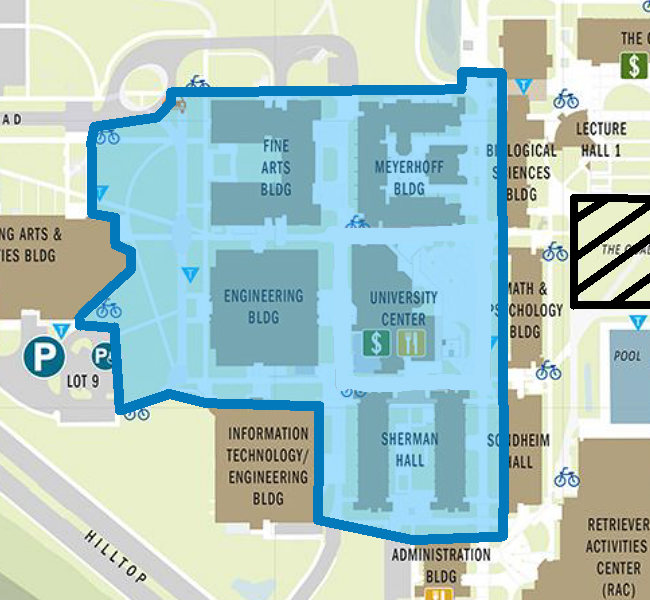 THE C
$
LECTURE
HALL 1
AD
FINE
ARTS
BLDG
MEYERHOFF
BLDG
BIOLOGICAL
SCIENCES
BLDG
T
NG ARTS &
IES BLDG
THE QUAD
T
T
ENGINEERING
BLDG
UNIVERSITY
CENTER
$
MATH &
PSYCHOLOGY
BLDG
T
T
POOL
P
P
LOT 9
INFORMATION
TECHNOLOGY/
ENGINEERING
BLDG
SHERMAN
HALL
SONDHEIM
HALL
HILLTOP
ADMINISTRATION
BLDG
RETRIEVER
ACTIVITIES
CENTER
(RAC)